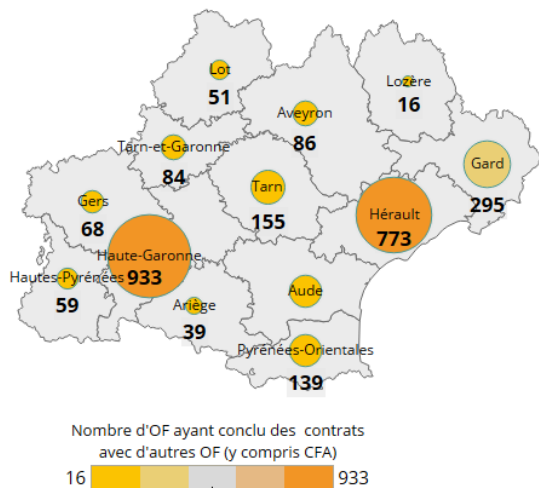 Lot
51
Lozère
16
Aveyron
86
Tarn-et-Garonne
84
Gard
295
Tarn
155
Gers
68
Hérault
773
Haute-Garonne
933
Hautes-Pyrénées
59
Ariège
39
Aude
Pyrénées-Orientales
139
Nombre d'OF ayant conclu des contrats
avec d'autres OF (y compris CFA)
16 933